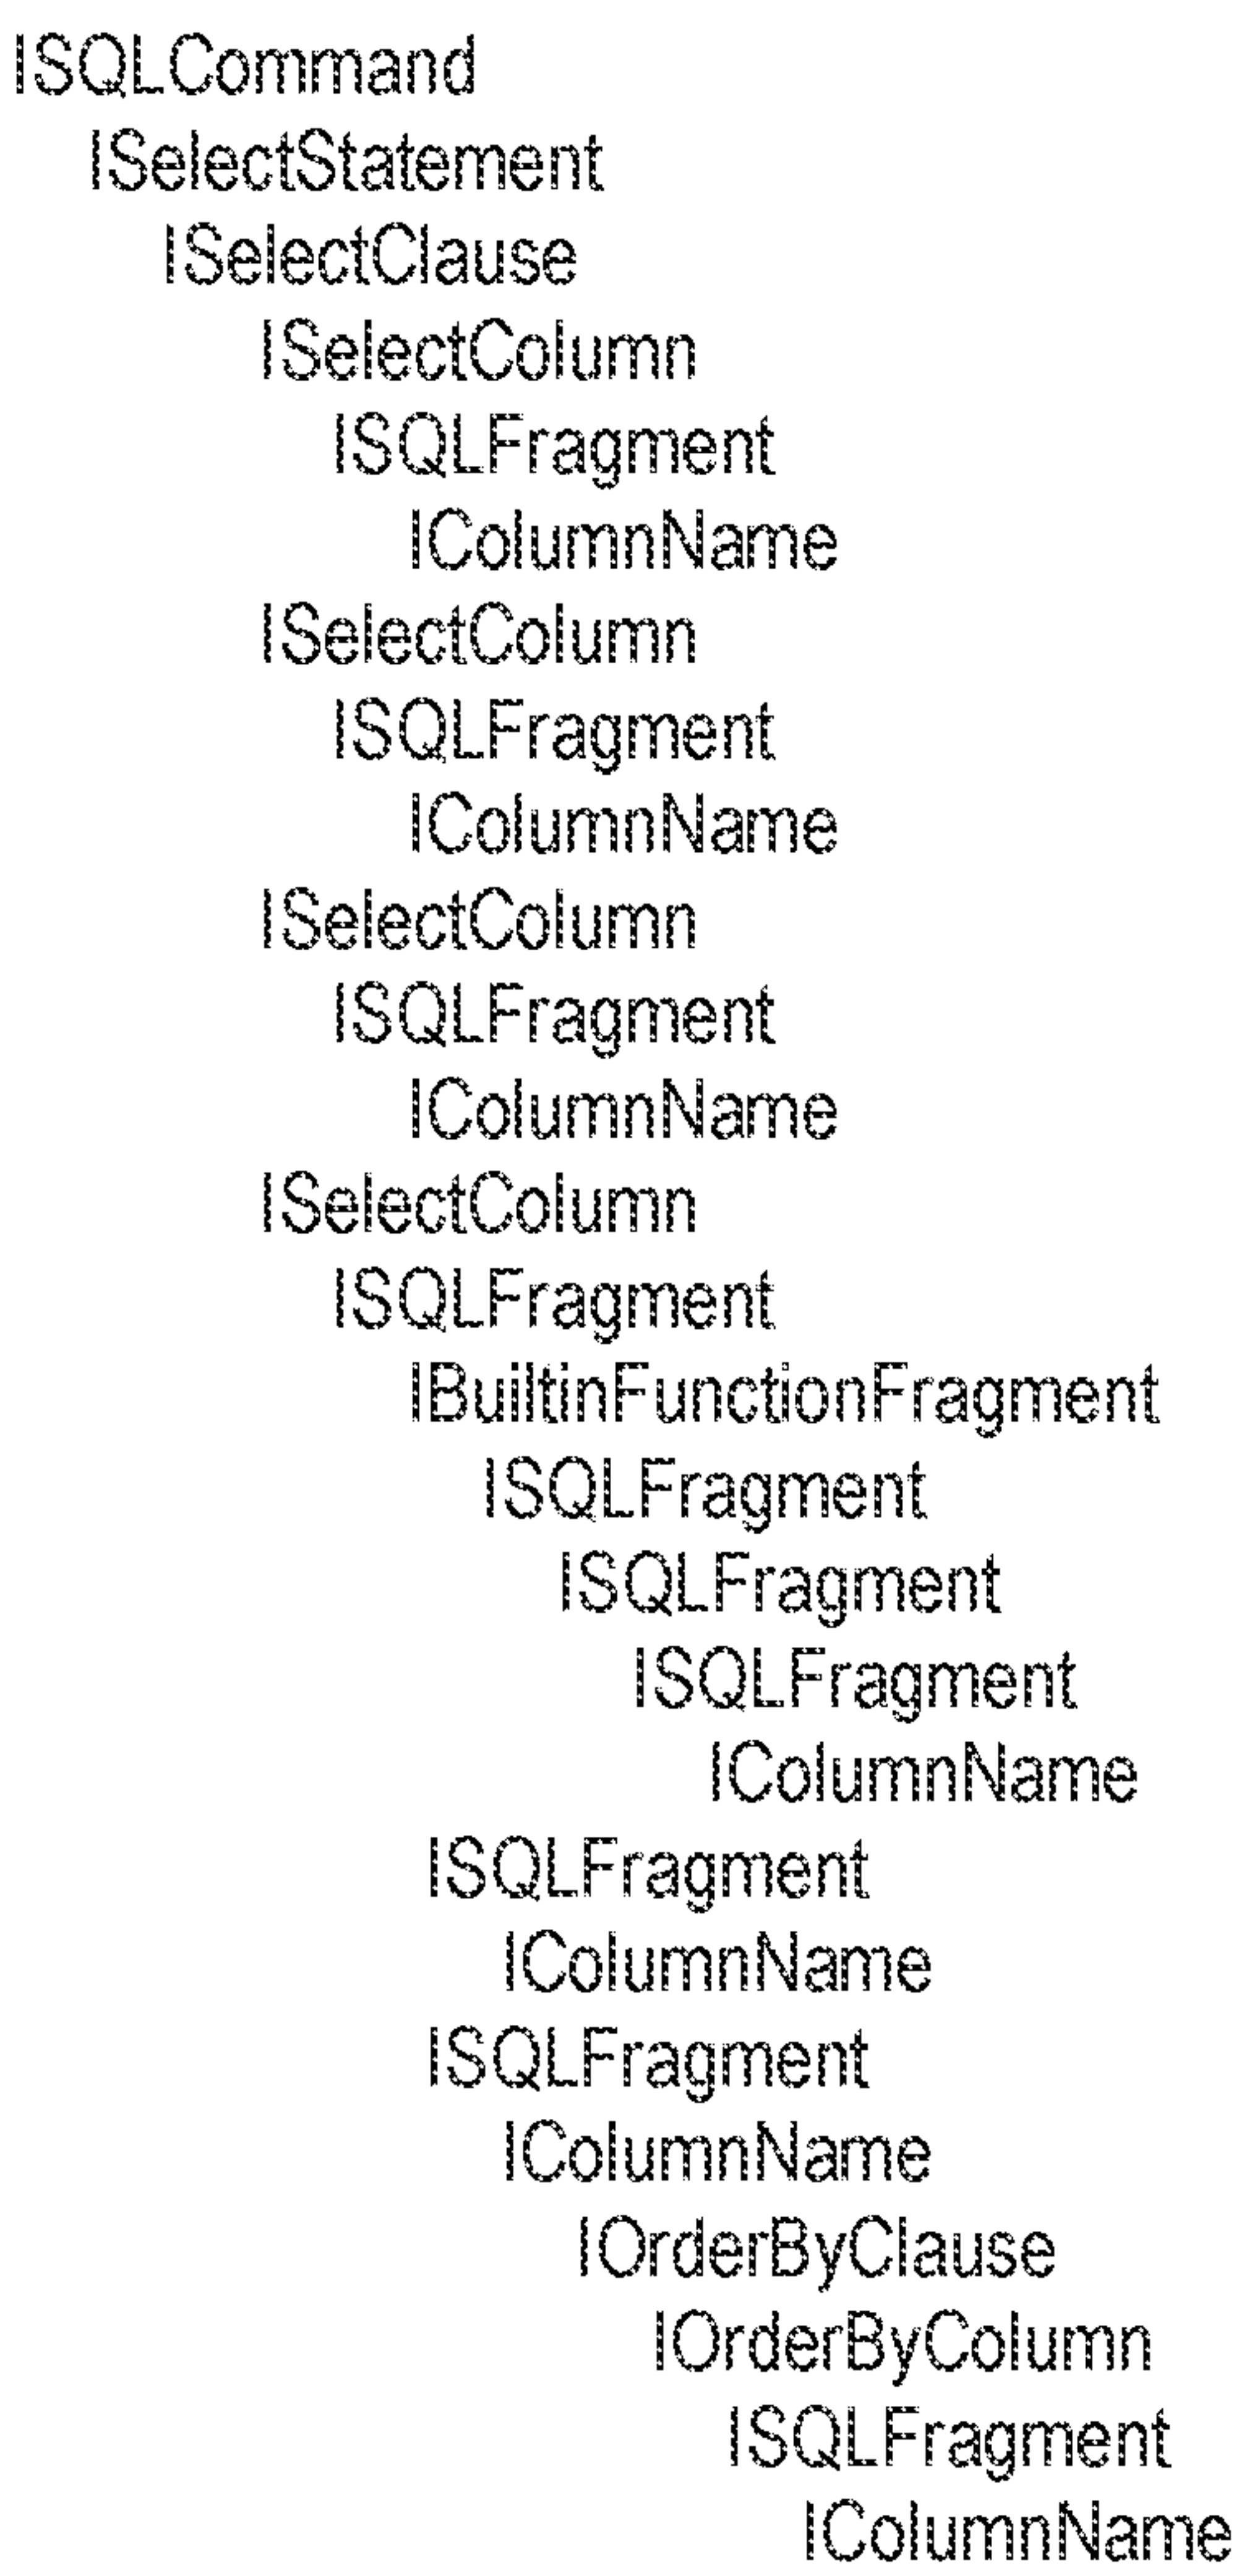 ISQLCommand
ISelectStatement
ISelectClause
ISelectColumn
ISQLFragment
IColumnName
ISelectColumn
ISQLFragment
IColumnName
ISelectColumn
ISQLFragment
IColumnName
ISelectColumn
ISQLFragment
IBuiltinFunctionFragment
ISQLFragment
ISQLFragment
ISQLFragment
IColumnName
ISQLFragment
IColumnName
ISQLFragment
IColumnName
IOrderByClause
IOrderByColumn
ISQLFragment
IColumnName